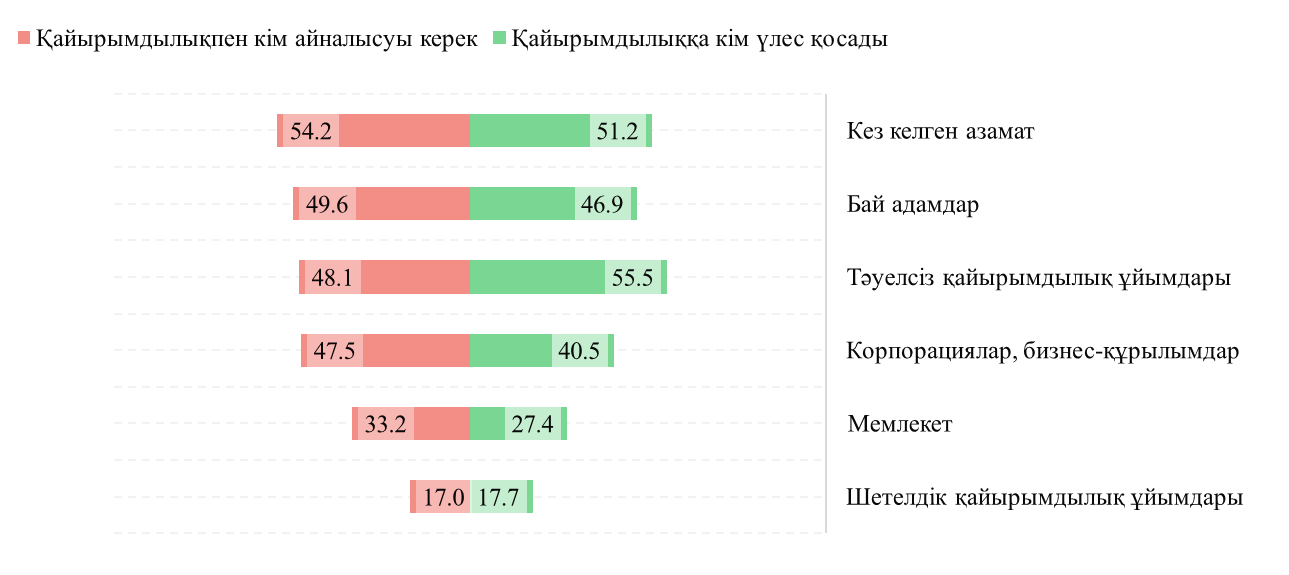 Қайырымдылықпен кім айналысуы керек Қайырымдылыққа кім үлес қосады
54.2 51.2 Кез келген азамат
49.6 46.9 Бай адамдар
48.1 55.5 Тәуелсіз қайырымдылық ұйымдары
47.5 40.5 Корпорациялар, бизнес-құрылымдар
33.2 27.4 Мемлекет
17.0 17.7 Шетелдік қайырымдылық ұйымдары